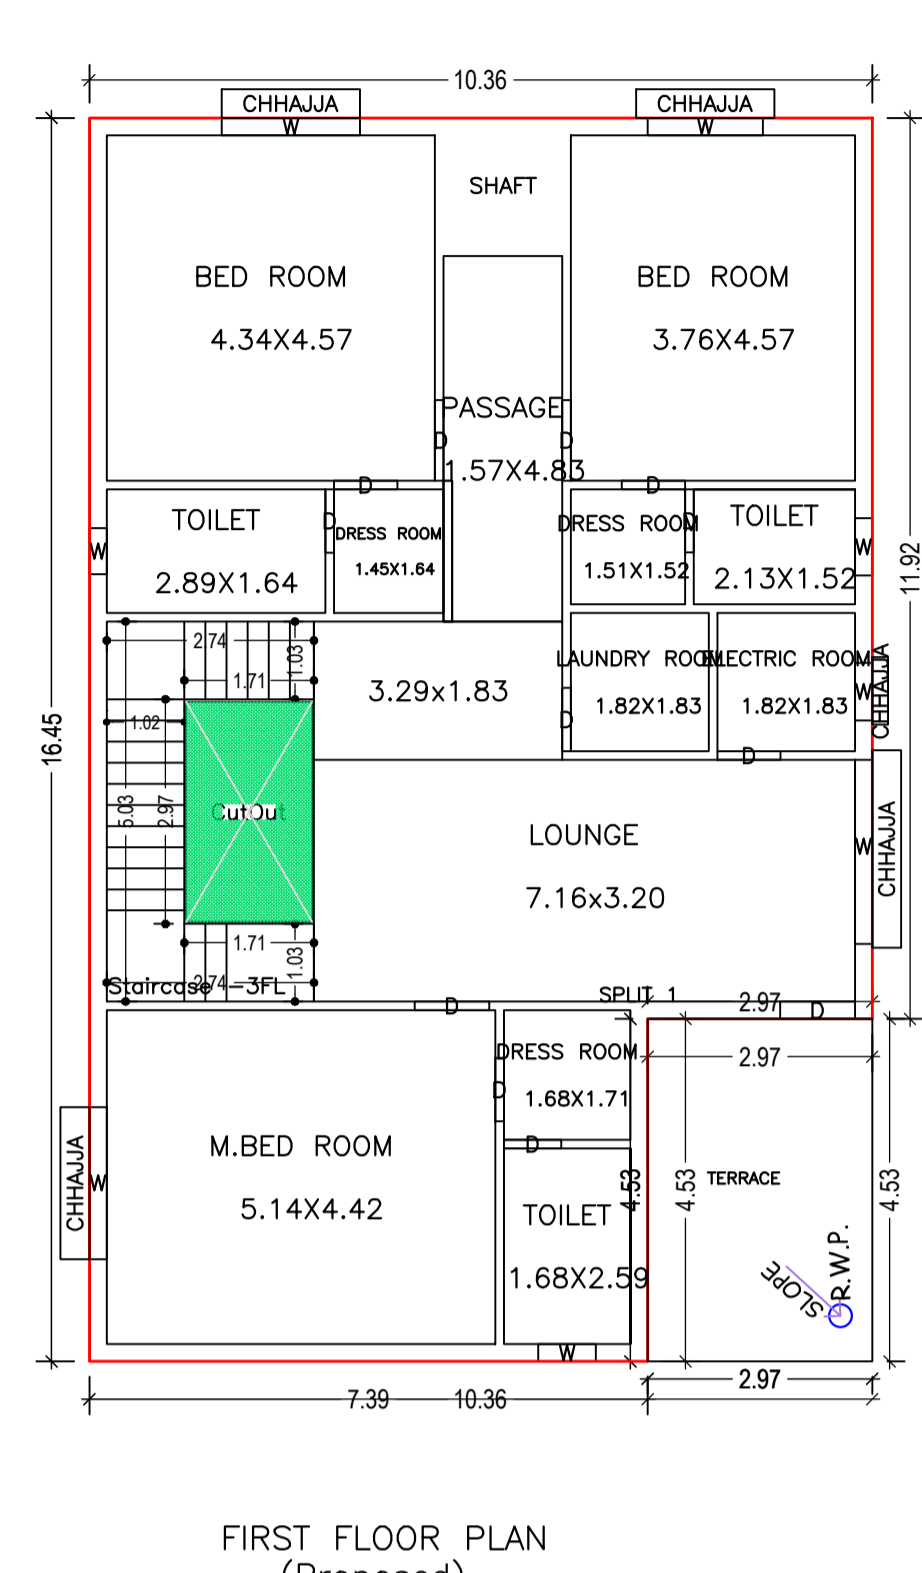 10.36
CHHAJJA
CHHAJJA
W
W
SHAFT
BED ROOM
4.34X4.57
BED ROOM
3.76X4.57
PASSAGE
1.57X4.83
D
D
D
D
TOILET
2.89X1.64
D
DRESS ROOM
1.45X1.64
DRESS ROOM
1.51X1.52
D
TOILET
2.13X1.52
W
W
11.92
2.74
1.03
1.71
3.29x1.83
LAUNDRY ROOM
1.82X1.83
ELECTRIC ROOM
1.82X1.83
D
D
W
CHHAJJA
16.45
1.02
5.03
2.97
CutOut
LOUNGE
7.16x3.20
W
CHHAJJA
1.71
1.03
2.74
Staircase -3FL
SPLIT 1
2.97
D
D
DRESS ROOM
1.68X1.71
2.97
D
D
M.BED ROOM
5.14X4.42
CHHAJJA
W
TOILET
1.68X2.59
W
4.53
4.53
TERRACE
4.53
R.W.P.
SLOPE
2.97
7.39
10.36
FIRST FLOOR PLAN
(Proposed)